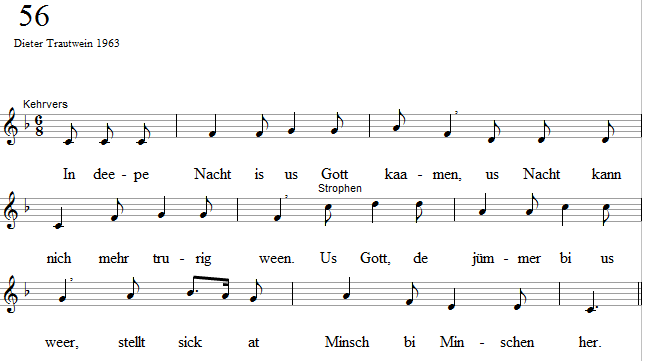 56
Dieter Trautwein 1963
Kehrvers
6
8
In dee - pe Nacht is us Gott kaa - men, us Nacht kann
Strophen
nich mehr tru - rig ween. Us Gott, de jüm - mer bi us
weer, stellt sick at Minsch bi Min - schen her.